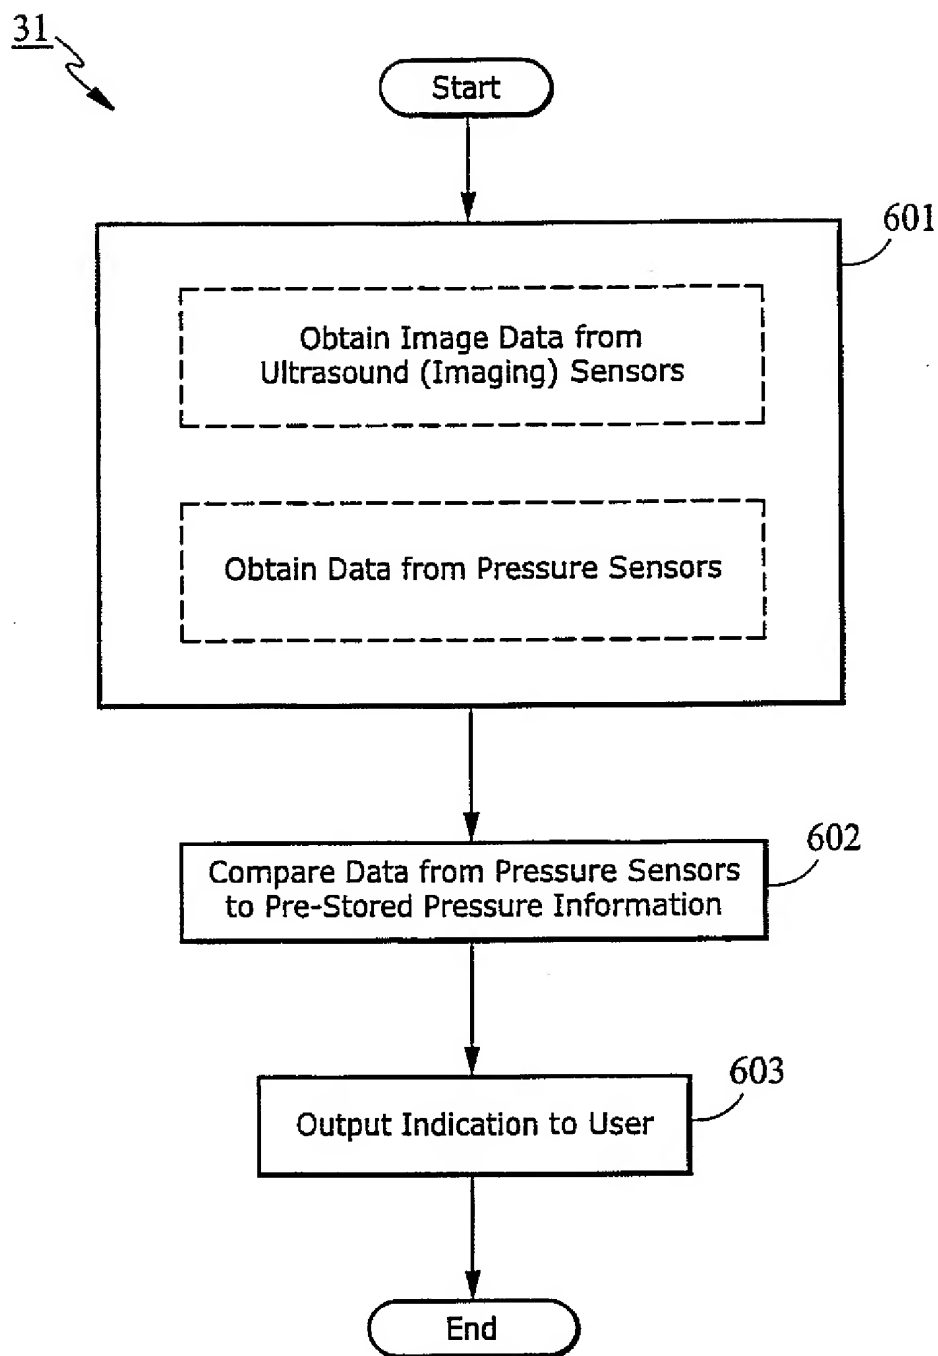 31
Start
601
Obtain Image Data from
Ultrasound (Imaging) Sensors
Obtain Data from Pressure Sensors
602
Compare Data from Pressure Sensors
to Pre-Stored Pressure Information
603
Output Indication to User
End